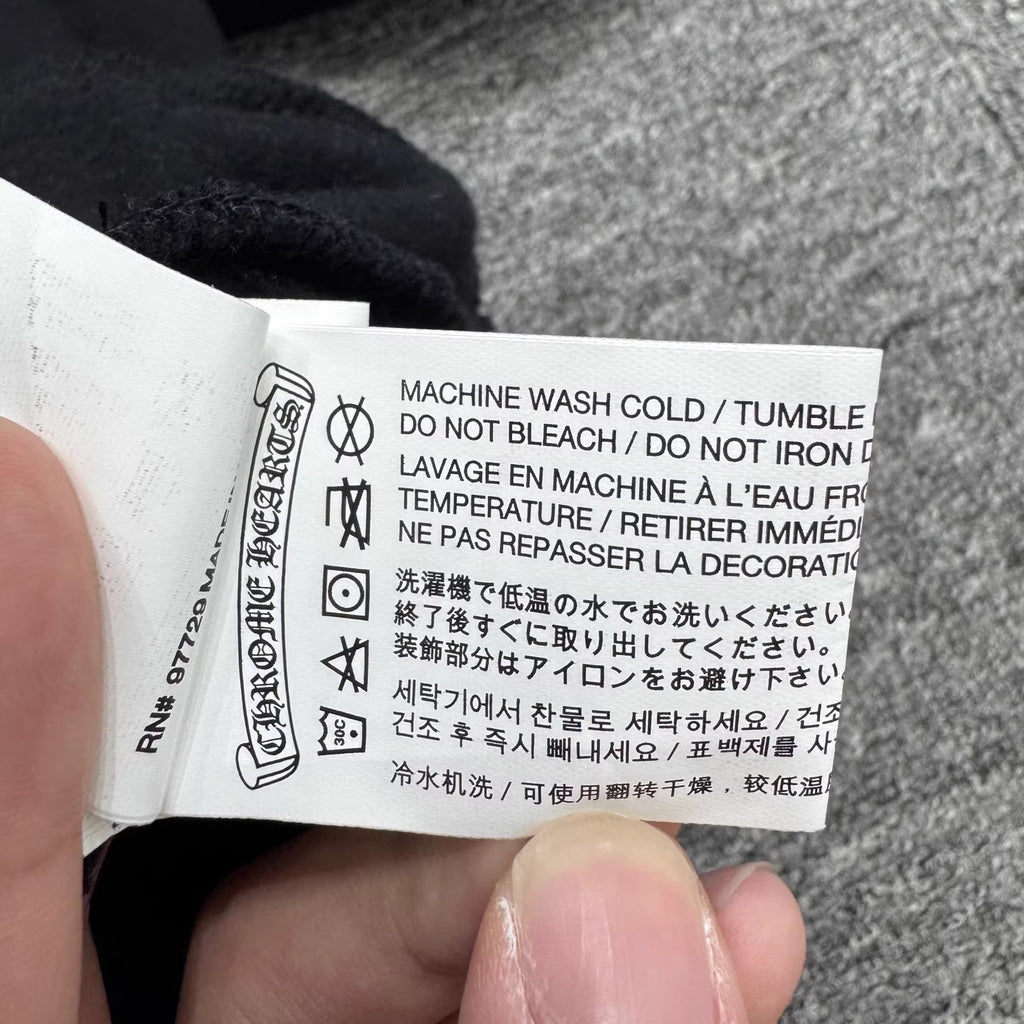 RN# 97729 MADE
CHROME HEARTS
30C
MACHINE WASH COLD / TUMBLE
DO NOT BLEACH / DO NOT IRON
LAVAGE EN MACHINE À L'EAU
TEMPERATURE / RETIRER
NE PAS REPASSER LA
洗濯機で低温の水でお洗いください
終了後すぐに取り出してください。
装飾部分はアイロンをお避け下さい
세탁기에서 찬물로 세탁하세요 / 건조
건조 후 즉시 빼내세요 / 표백제를
冷水机洗 / 可使用翻转干燥，较低温